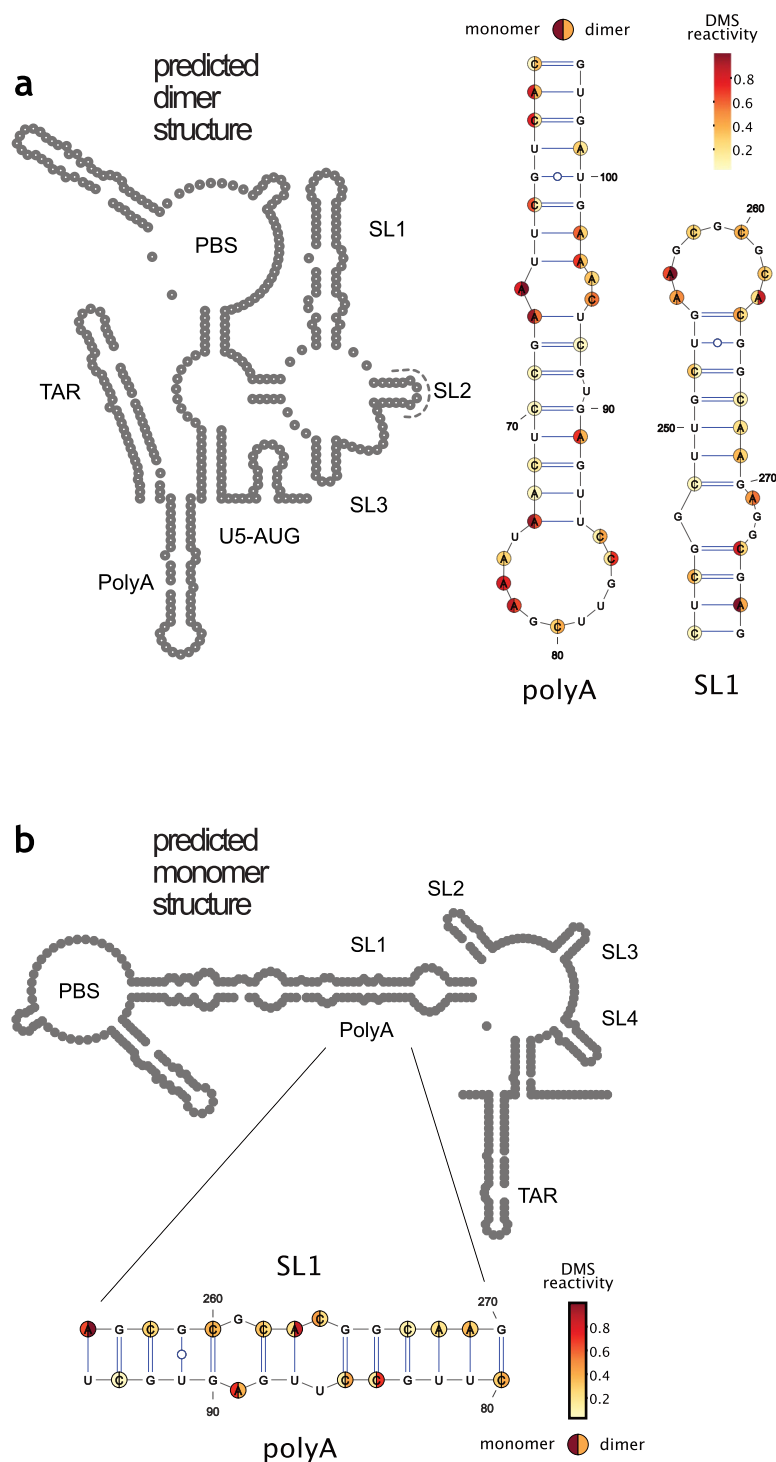 a
predicted
dimer
structure
PBS
SL1
TAR
SL2
SL3
U5-AUG
PolyA
monomer dimer
C G
A U
C G
U A
G U 100
C G
U A
U A
A A
C
A U
G C
C G
U
C G 90
70 U A
C G
A U
A U
U C
A C
A G
A U
G C U
80
polyA
DMS
reactivity
0.8
0.6
0.4
0.2
260
G
C C
G G
A C
A A
G C
U G
C G
G C
250 U A
U A
C G 270
A
G G
G G
G C
C G
U A
C G
SL1
b
predicted
monomer
structure
SL2
SL1
SL3
PBS
SL4
PolyA
TAR
SL1
260 270
A G C G C G C A C G G C A A G
U C G U G A G U U C C G U U C
90 80
polyA
DMS
reactivity
0.8
0.6
0.4
0.2
monomer dimer